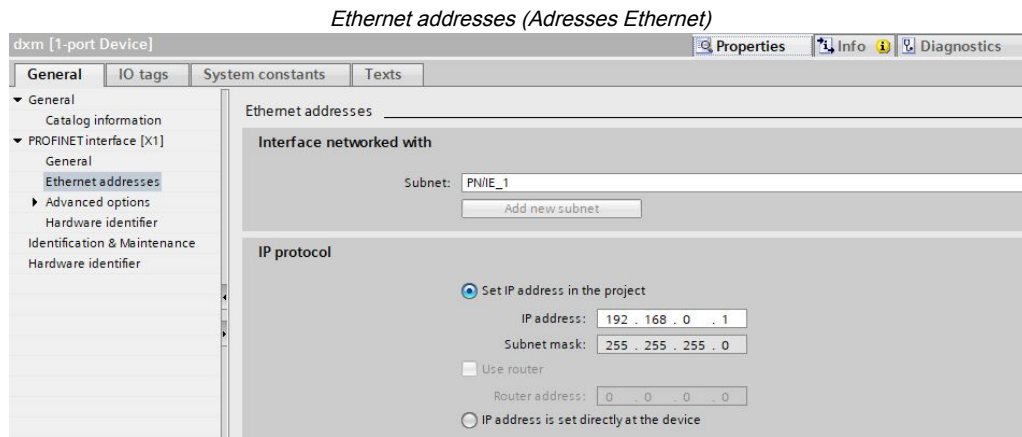 Ethernet addresses (Adresses Ethernet)
dxm [1-port Device]
Properties
Info
Diagnostics
General
IO tags
System constants
Texts
General
Catalog information
PROFINET interface [X1]
General
Ethernet addresses
Advanced options
Hardware identifier
Identification & Maintenance
Hardware identifier
Ethernet addresses
Interface networked with
Subnet: PN/IE_1
Add new subnet
IP protocol
Set IP address in the project
IP address: 192 . 168 . 0 . 1
Subnet mask: 255 . 255 . 255 . 0
Use router
Router address: 0 . 0 . 0 . 0
IP address is set directly at the device